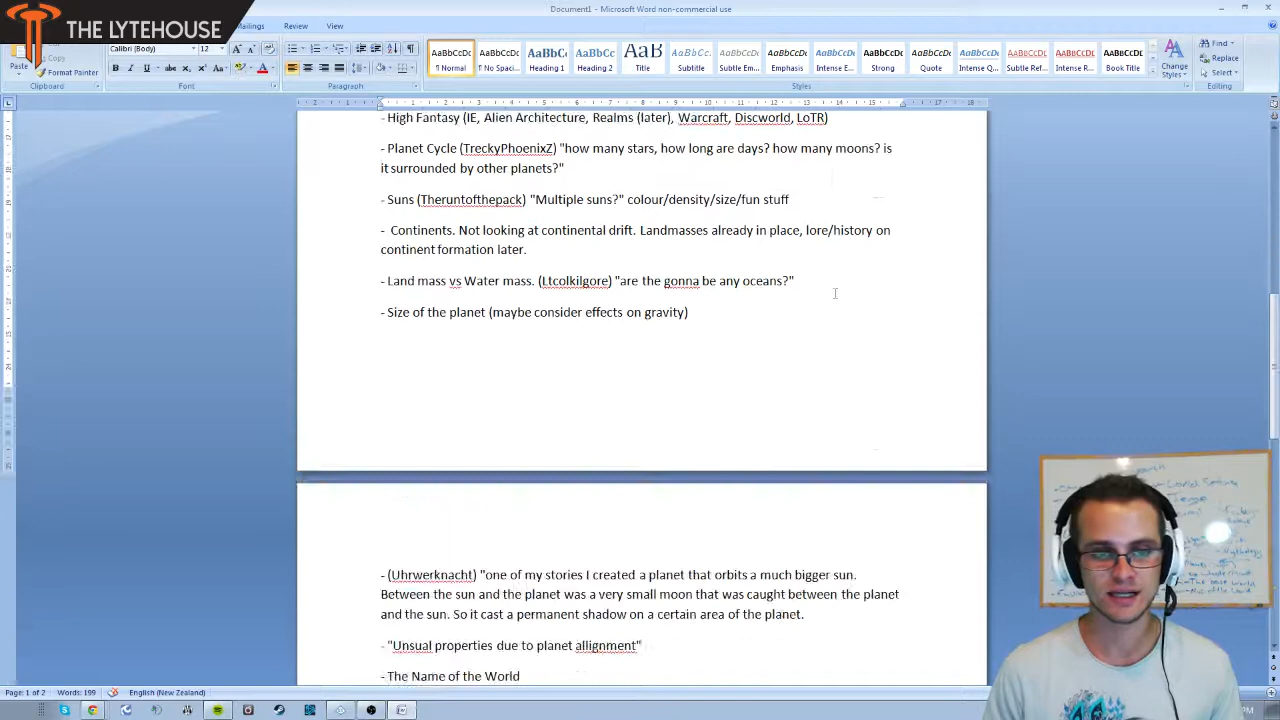 THE LYTEHOUSE
Document1 - Microsoft Word non-commercial use
Mailings
Review
View
Calibri (Body)
12
Copy
Paste
Format Painter
Clipboard
Font
Paragraph
AaBbCcDc AaBbCcDc AaBbC AaBbCc AaB AaBbCcD
¶ Normal
¶ No Spaci...
Heading 1
Heading 2
Title
Subtitle
Subtle Em...
Emphasis
Intense E...
Strong
Quote
Intense Q...
Subtle Ref...
Intense R...
Book Title
Change Styles
Styles
Find
Replace
Select
Editing
- High Fantasy (IE, Alien Architecture, Realms (later), Warcraft, Discworld, LoTR)
- Planet Cycle (TreckyPhoenixZ) "how many stars, how long are days? how many moons? is
it surrounded by other planets?"
- Suns (Theruntofthepack) "Multiple suns?" colour/density/size/fun stuff
- Continents. Not looking at continental drift. Landmasses already in place, lore/history on
continent formation later.
- Land mass vs Water mass. (Ltcolkilgore) "are the gonna be any oceans?"
- Size of the planet (maybe consider effects on gravity)
- (Uhrwerknacht) "one of my stories I created a planet that orbits a much bigger sun.
Between the sun and the planet was a very small moon that was caught between the planet
and the sun. So it cast a permanent shadow on a certain area of the planet.
- "Unsual properties due to planet allignment"
- The Name of the World
Page: 1 of 2
Words: 199
English (New Zealand)